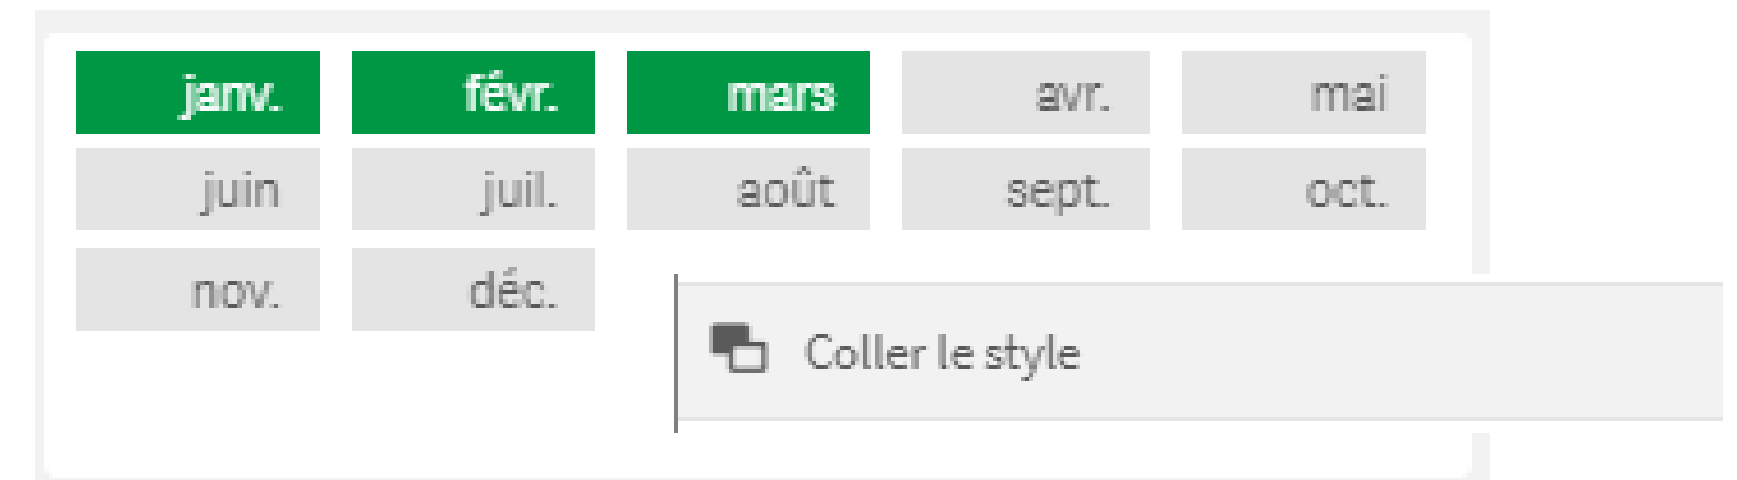 janv. févr. mars avr. mai
juin juil. août sept. oct.
nov. déc.
Coller le style